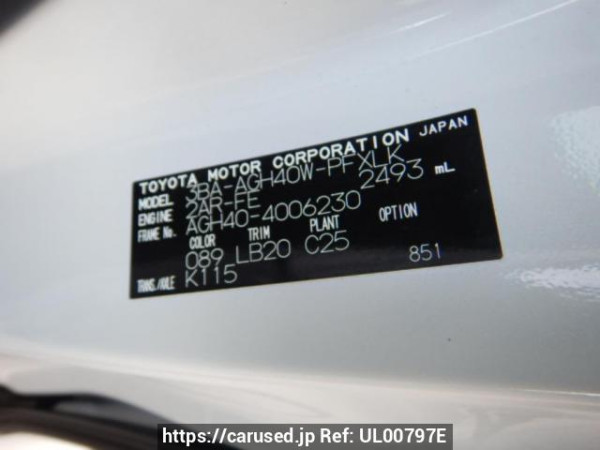 TOYOTA MOTOR CORPORATION JAPAN
MODEL 3BA-AGH40W-PFXLK
ENGINE 2AR-FE 2493 mL
FRAME No. AGH40-4006230
COLOR TRIM PLANT OPTION
089 LB20 C25
TRANS./AXLE K115 851
https://carused.jp Ref: UL00797E